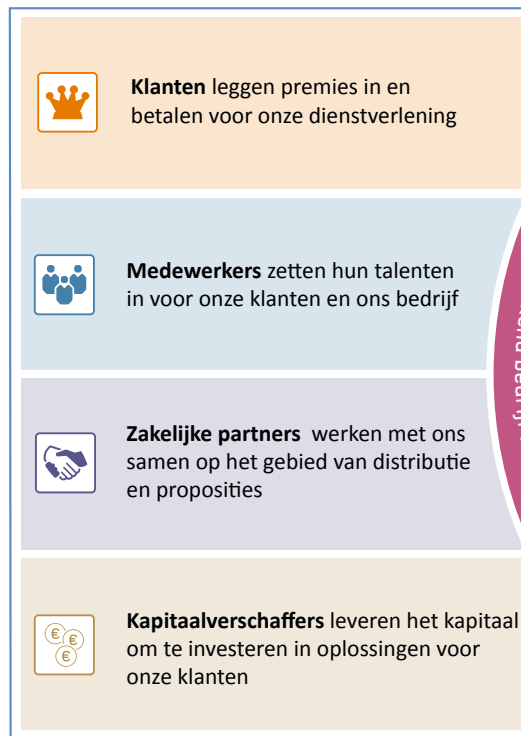 Klanten leggen premies in en
betalen voor onze dienstverlening
Medewerkers zetten hun talenten
in voor onze klanten en ons bedrijf
Zakelijke partners werken met ons
samen op het gebied van distributie
en proposities
Kapitaalverschaffers leveren het kapitaal
om te investeren in oplossingen voor
onze klanten